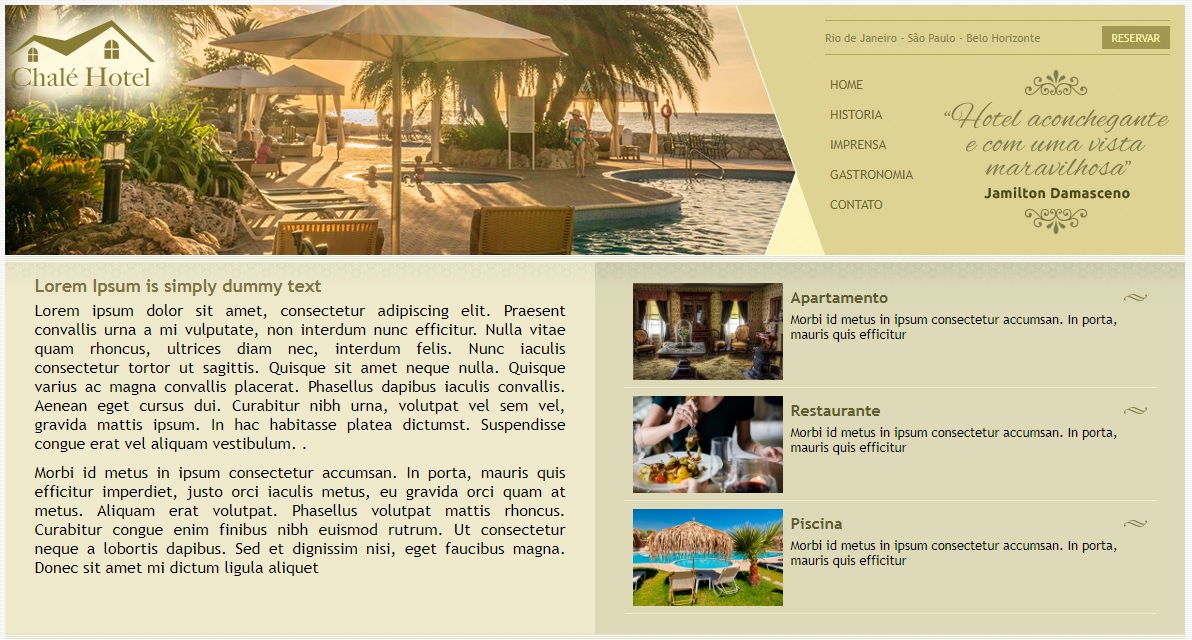 Chalé Hotel
Rio de Janeiro - São Paulo - Belo Horizonte
RESERVAR
HOME
HISTORIA
IMPRENSA
GASTRONOMIA
CONTATO
“Hotel aconchegante
e com uma vista
maravilhosa”
Jamilton Damasceno
Lorem Ipsum is simply dummy text
Lorem ipsum dolor sit amet, consectetur adipiscing elit. Praesent
convallis urna a mi vulputate, non interdum nunc efficitur. Nulla vitae
quam rhoncus, ultrices diam nec, interdum felis. Nunc iaculis
consectetur tortor ut sagittis. Quisque sit amet neque nulla. Quisque
varius ac magna convallis placerat. Phasellus dapibus iaculis convallis.
Aenean eget cursus dui. Curabitur nibh urna, volutpat vel sem vel,
gravida mattis ipsum. In hac habitasse platea dictumst. Suspendisse
congue erat vel aliquam vestibulum. .
Morbi id metus in ipsum consectetur accumsan. In porta, mauris quis
efficitur imperdiet, justo orci iaculis metus, eu gravida orci quam at
metus. Aliquam erat volutpat. Phasellus volutpat mattis rhoncus.
Curabitur congue enim finibus nibh euismod rutrum. Ut consectetur
neque a lobortis dapibus. Sed et dignissim nisi, eget faucibus magna.
Donec sit amet mi dictum ligula aliquet
Apartamento
Morbi id metus in ipsum consectetur accumsan. In porta,
mauris quis efficitur
Restaurante
Morbi id metus in ipsum consectetur accumsan. In porta,
mauris quis efficitur
Piscina
Morbi id metus in ipsum consectetur accumsan. In porta,
mauris quis efficitur